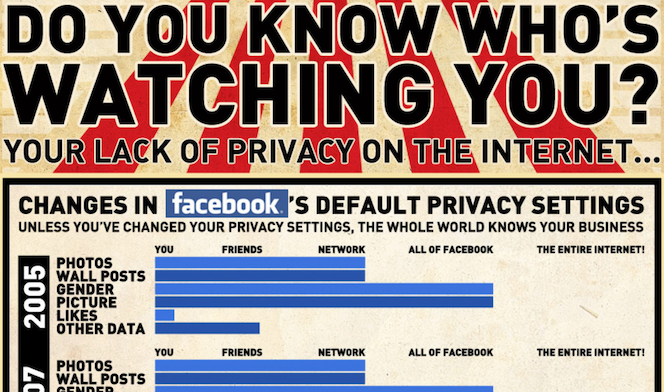 DO YOU KNOW WHO'S
WATCHING YOU?
YOUR LACK OF PRIVACY ON THE INTERNET...
CHANGES IN facebook.'S DEFAULT PRIVACY SETTINGS
UNLESS YOU'VE CHANGED YOUR PRIVACY SETTINGS, THE WHOLE WORLD KNOWS YOUR BUSINESS
YOU FRIENDS NETWORK ALL OF FACEBOOK THE ENTIRE INTERNET!
2005
PHOTOS
WALL POSTS
GENDER
PICTURE
LIKES
OTHER DATA
YOU FRIENDS NETWORK ALL OF FACEBOOK THE ENTIRE INTERNET!
07
PHOTOS
WALL POSTS
GENDER